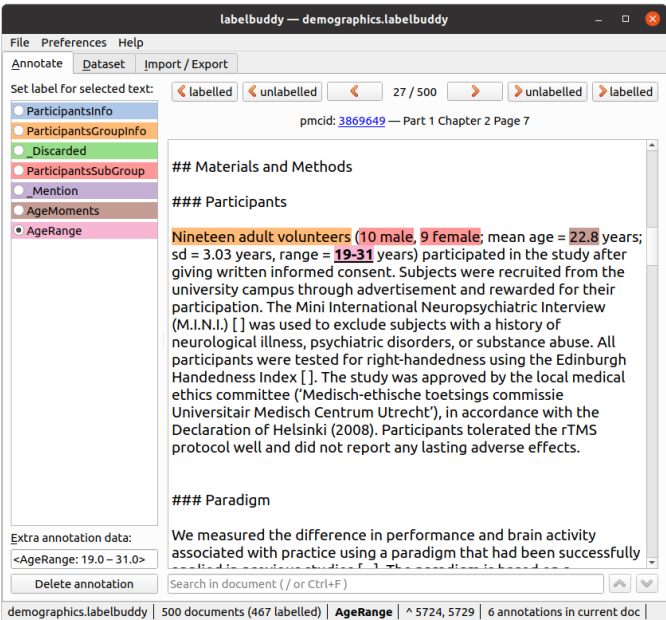 labelbuddy — demographics.labelbuddy
File Preferences Help
Annotate Dataset Import / Export
Set label for selected text:
ParticipantsInfo
ParticipantsGroupInfo
_Discarded
ParticipantsSubGroup
_Mention
AgeMoments
AgeRange
labelled unlabelled 27 / 500 unlabelled labelled
pmcid: 3869649 — Part 1 Chapter 2 Page 7
## Materials and Methods
### Participants
Nineteen adult volunteers (10 male, 9 female; mean age = 22.8 years;
sd = 3.03 years, range = 19-31 years) participated in the study after
giving written informed consent. Subjects were recruited from the
university campus through advertisement and rewarded for their
participation. The Mini International Neuropsychiatric Interview
(M.I.N.I.) [ ] was used to exclude subjects with a history of
neurological illness, psychiatric disorders, or substance abuse. All
participants were tested for right-handedness using the Edinburgh
Handedness Index [ ]. The study was approved by the local medical
ethics committee (‘Medisch-ethische toetsings commissie
Universitair Medisch Centrum Utrecht’), in accordance with the
Declaration of Helsinki (2008). Participants tolerated the rTMS
protocol well and did not report any lasting adverse effects.
### Paradigm
We measured the difference in performance and brain activity
associated with practice using a paradigm that had been successfully
Extra annotation data:
<AgeRange: 19.0 – 31.0>
Delete annotation
Search in document ( / or Ctrl+F )
demographics.labelbuddy 500 documents (467 labelled) AgeRange ^ 5724, 5729 6 annotations in current doc